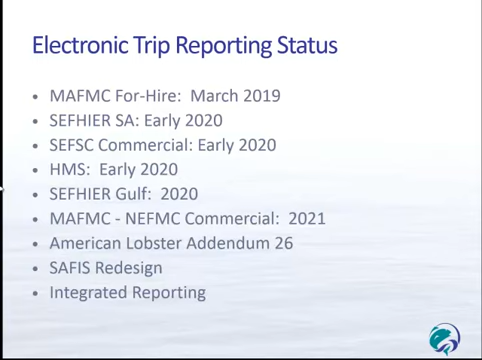 Electronic Trip Reporting Status
• MAFMC For-Hire: March 2019
• SEFHIER SA: Early 2020
• SEFSC Commercial: Early 2020
• HMS: Early 2020
• SEFHIER Gulf: 2020
• MAFMC - NEFMC Commercial: 2021
• American Lobster Addendum 26
• SAFIS Redesign
• Integrated Reporting